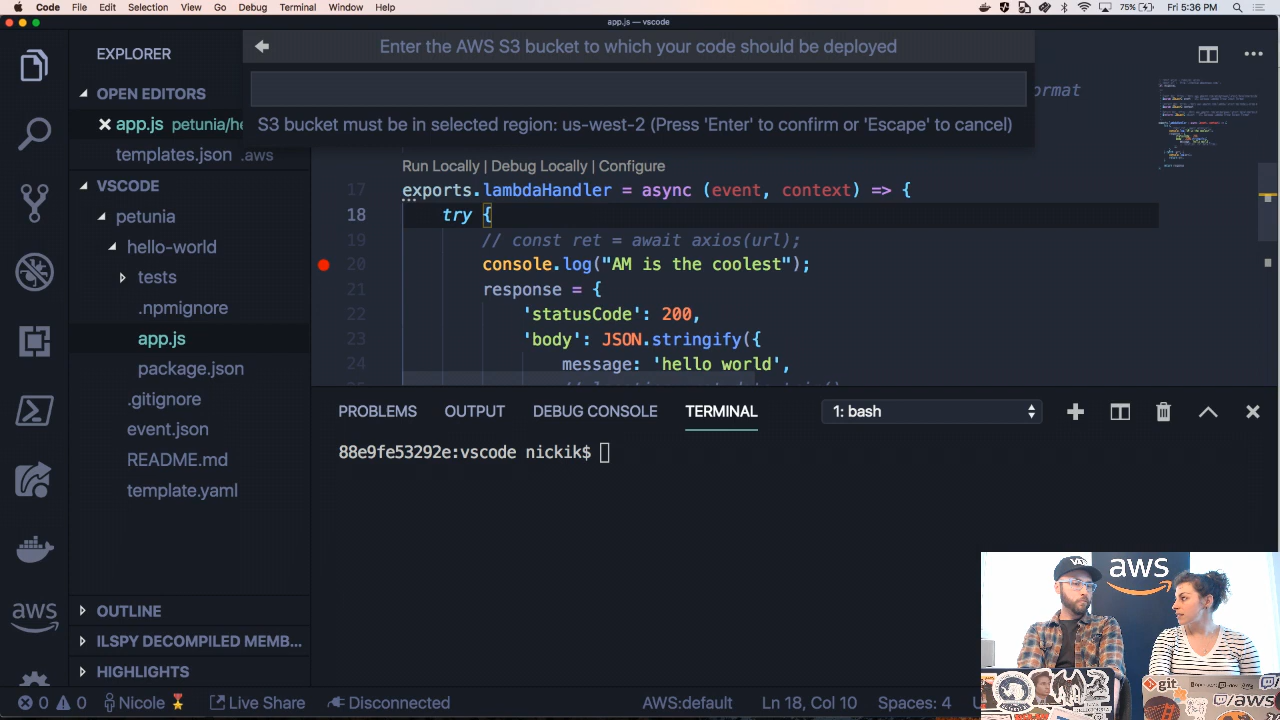 Code File Edit Selection View Go Debug Terminal Window Help 75% Fri 5:36 PM
app.js — vscode
EXPLORER
OPEN EDITORS
app.js petunia/he
templates.json .aws
VSCODE
petunia
hello-world
tests
.npmignore
app.js
package.json
.gitignore
event.json
README.md
template.yaml
OUTLINE
ILSPY DECOMPILED MEMB...
HIGHLIGHTS
aws
Enter the AWS S3 bucket to which your code should be deployed
S3 bucket must be in selected region: us-west-2 (Press 'Enter' to confirm or 'Escape' to cancel)
ormat
Run Locally | Debug Locally | Configure
17 exports.lambdaHandler = async (event, context) => {
18 try {
19 // const ret = await axios(url);
20 console.log("AM is the coolest");
21 response = {
22 'statusCode': 200,
23 'body': JSON.stringify({
24 message: 'hello world',
PROBLEMS OUTPUT DEBUG CONSOLE TERMINAL 1: bash
88e9fe53292e:vscode nickik$
aws
git
/aws
0 0 Nicole Live Share Disconnected AWS:default Ln 18, Col 10 Spaces: 4